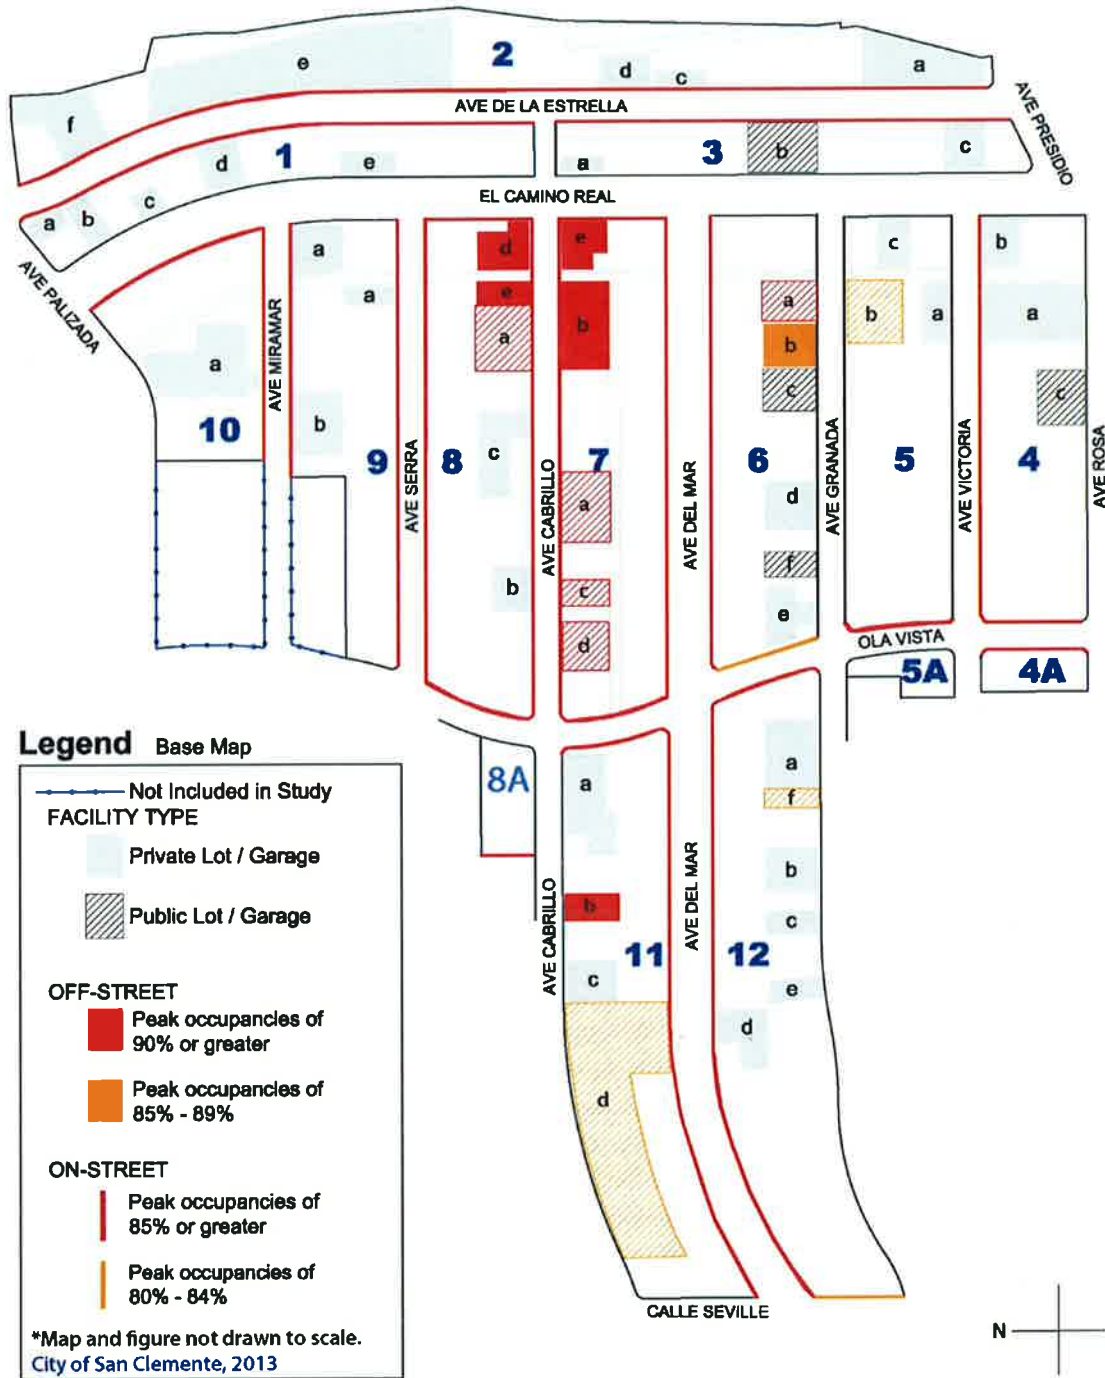 2
e
d
c
a
AVE DE LA ESTRELLA
AVE PRESIDIO
f
1
d
e
a
3
b
c
c
b
a
EL CAMINO REAL
AVE PALIZADA
a
10
AVE MIRAMAR
a
a
b
9
AVE SERRA
8
d
e
a
c
b
AVE CABRILLO
e
b
7
a
c
d
AVE DEL MAR
6
a
b
c
d
f
e
AVE GRANADA
c
b
a
5
AVE VICTORIA
b
a
c
4
AVE ROSA
OLA VISTA
5A
4A
8A
a
b
11
c
d
AVE CABRILLO
AVE DEL MAR
a
f
b
c
12
e
d
CALLE SEVILLE
N
Legend Base Map
Not Included in Study
FACILITY TYPE
Private Lot / Garage
Public Lot / Garage
OFF-STREET
Peak occupancies of
90% or greater
Peak occupancies of
85% - 89%
ON-STREET
Peak occupancies of
85% or greater
Peak occupancies of
80% - 84%
*Map and figure not drawn to scale.
City of San Clemente, 2013